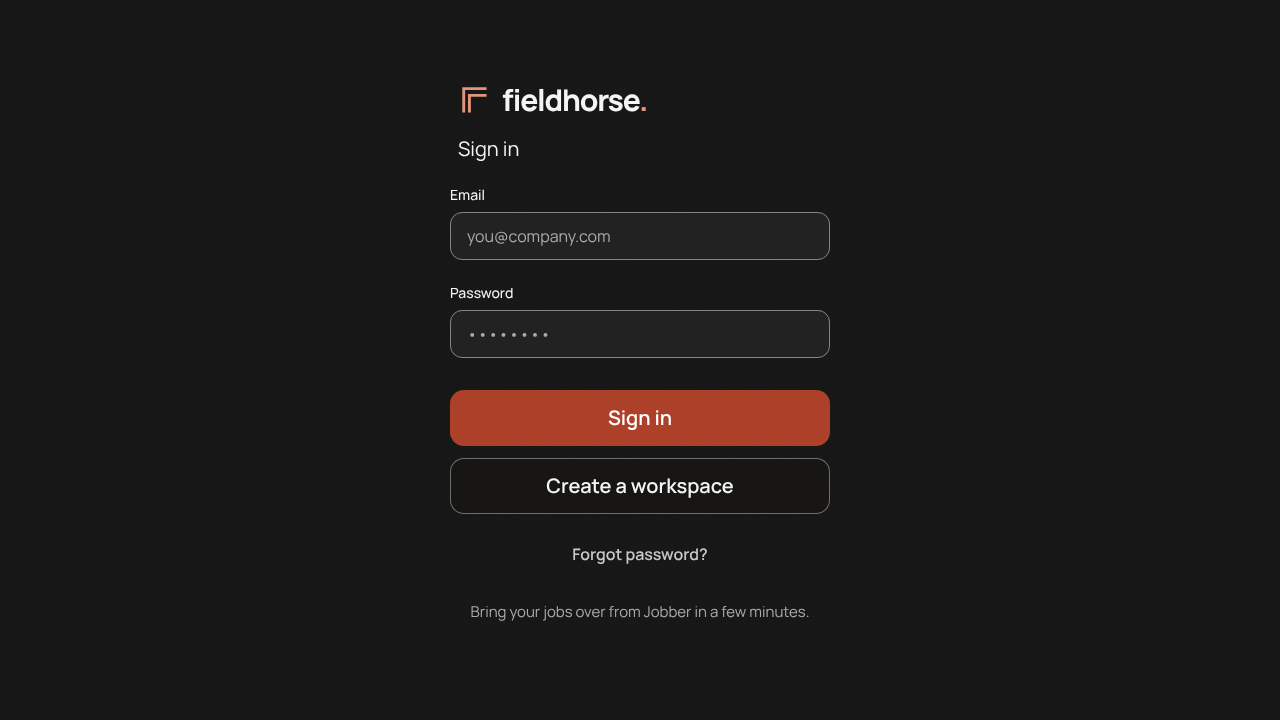 fieldhorse.
Sign in
Email
you@company.com
Password
••••••••
Sign in
Create a workspace
Forgot password?
Bring your jobs over from Jobber in a few minutes.